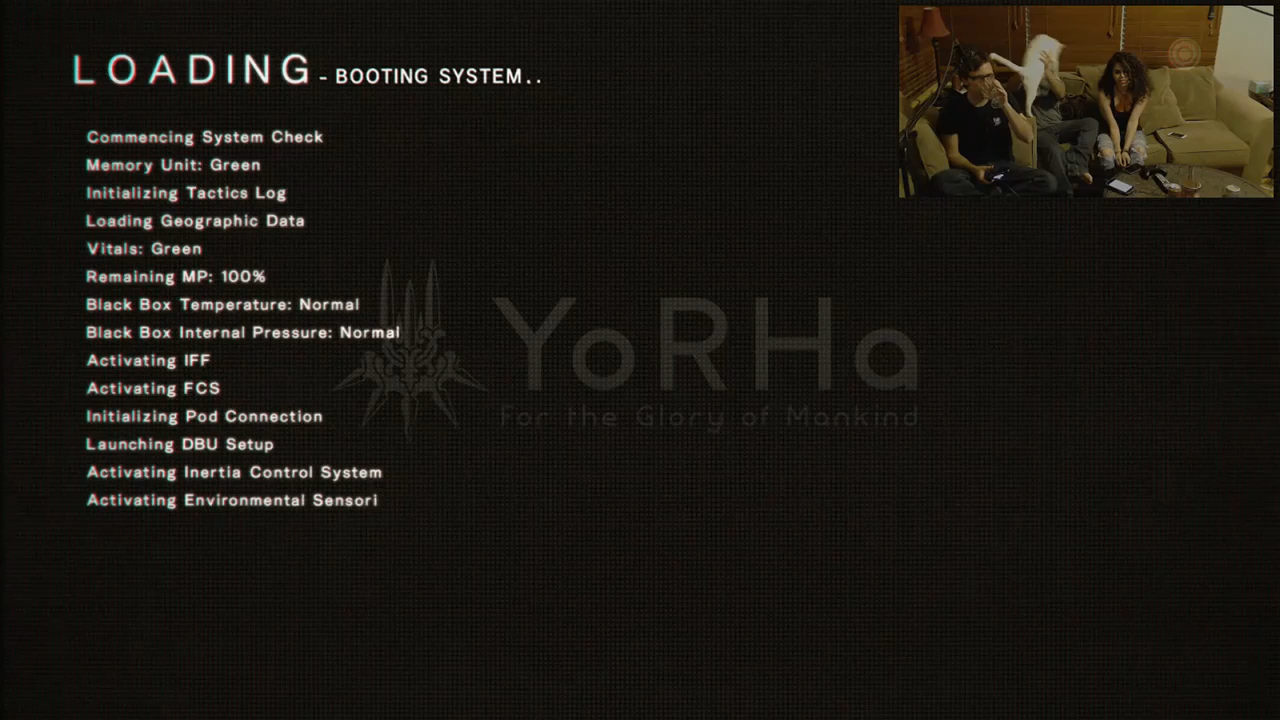 LOADING - BOOTING SYSTEM..
Commencing System Check
Memory Unit: Green
Initializing Tactics Log
Loading Geographic Data
Vitals: Green
Remaining MP: 100%
Black Box Temperature: Normal
Black Box Internal Pressure: Normal
Activating IFF
Activating FCS
Initializing Pod Connection
Launching DBU Setup
Activating Inertia Control System
Activating Environmental Sensori
YoRHa
For the Glory of Mankind